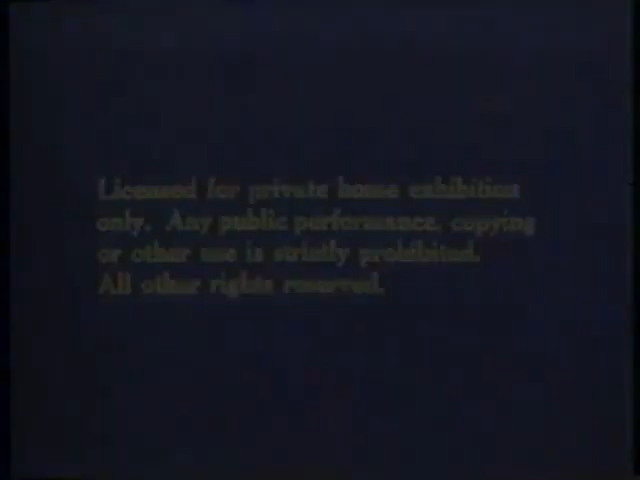 Licensed for private home exhibition
only. Any public performance, copying
or other use is strictly prohibited.
All other rights reserved.